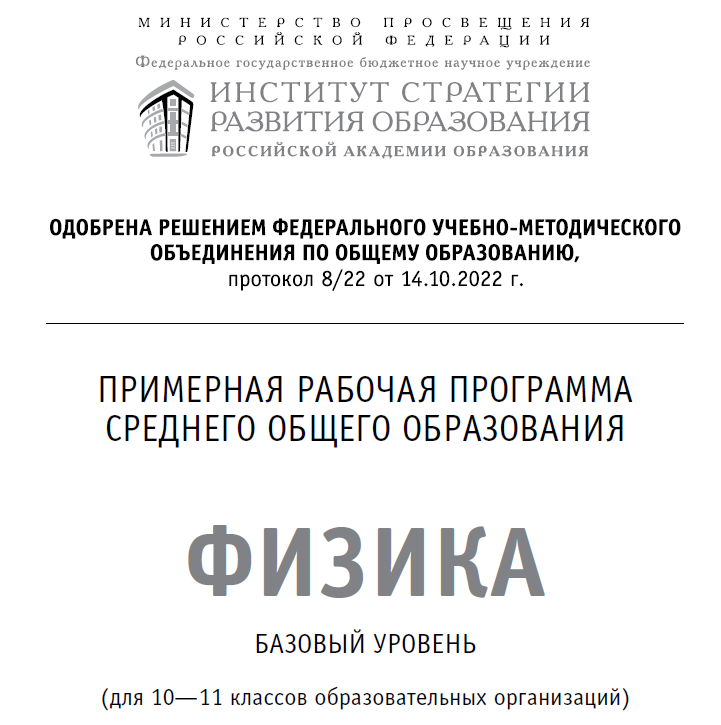 МИНИСТЕРСТВО ПРОСВЕЩЕНИЯ
РОССИЙСКОЙ ФЕДЕРАЦИИ
Федеральное государственное бюджетное научное учреждение
ИНСТИТУТ СТРАТЕГИИ
РАЗВИТИЯ ОБРАЗОВАНИЯ
РОССИЙСКОЙ АКАДЕМИИ ОБРАЗОВАНИЯ
ОДОБРЕНА РЕШЕНИЕМ ФЕДЕРАЛЬНОГО УЧЕБНО-МЕТОДИЧЕСКОГО
ОБЪЕДИНЕНИЯ ПО ОБЩЕМУ ОБРАЗОВАНИЮ,
протокол 8/22 от 14.10.2022 г.
ПРИМЕРНАЯ РАБОЧАЯ ПРОГРАММА
СРЕДНЕГО ОБЩЕГО ОБРАЗОВАНИЯ
ФИЗИКА
БАЗОВЫЙ УРОВЕНЬ
(для 10—11 классов образовательных организаций)